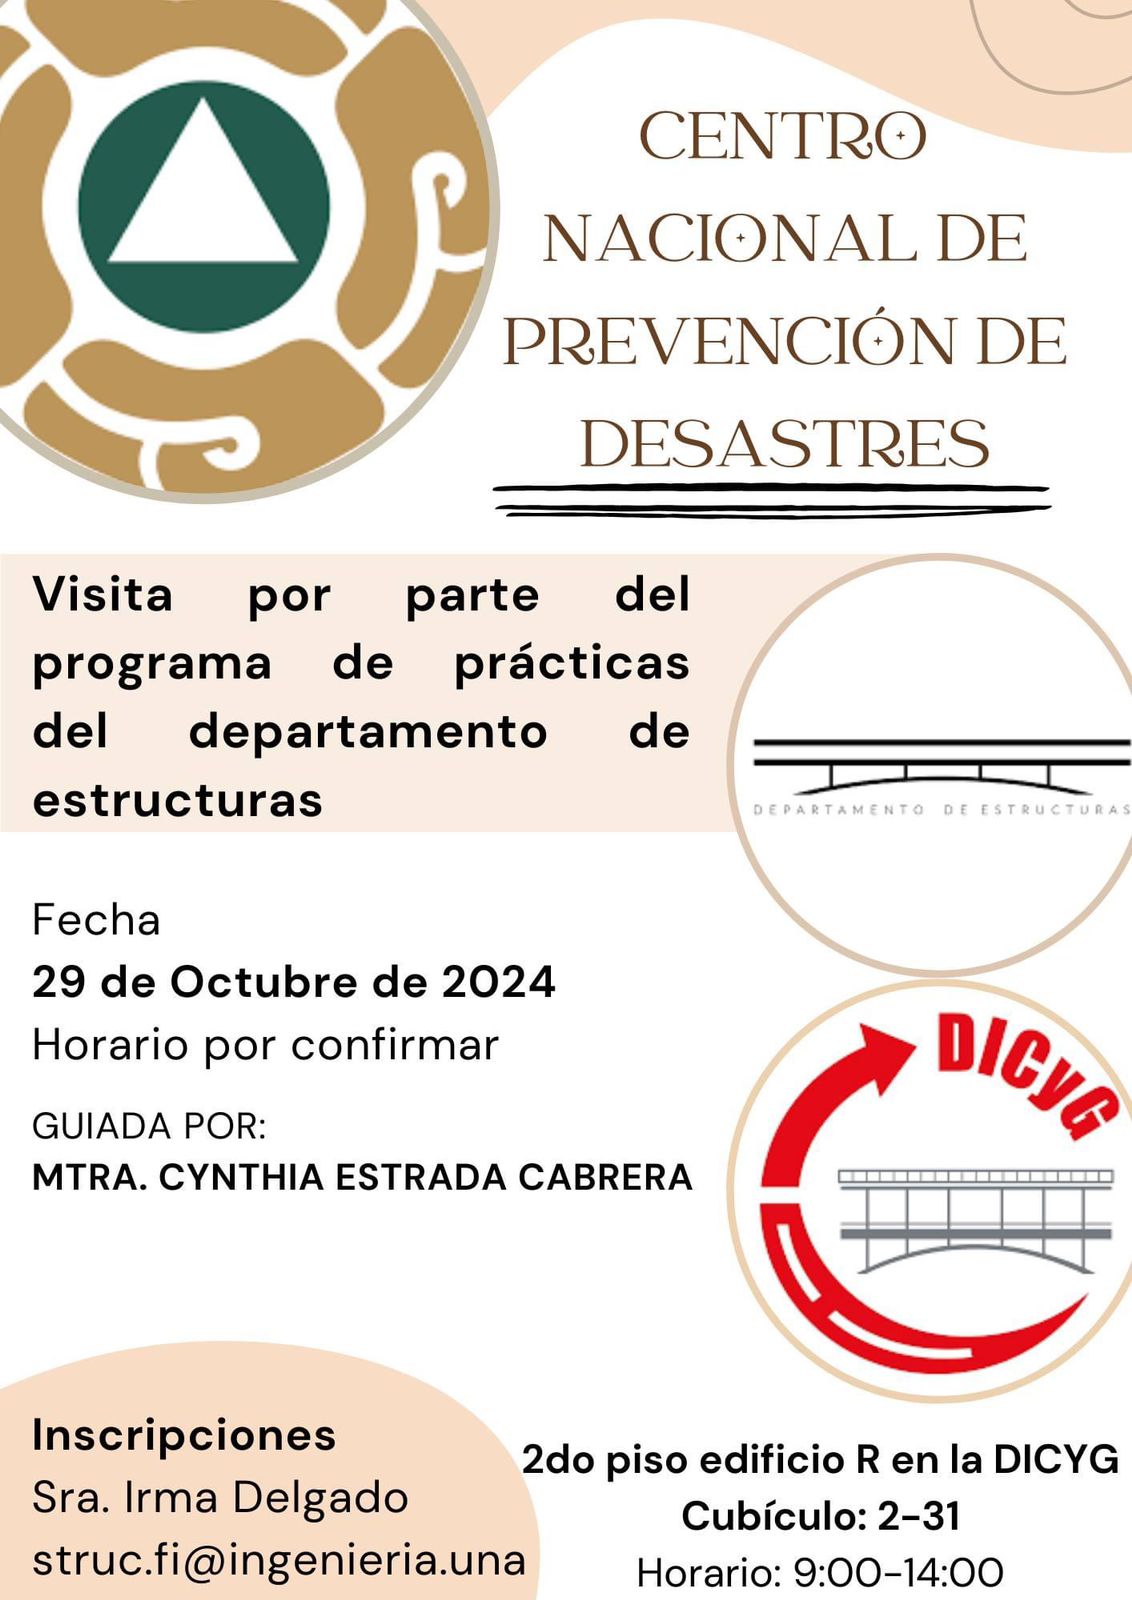 CENTRO
NACIONAL DE
PREVENCIÓN DE
DESASTRES
Visita por parte del
programa de prácticas
del departamento de
estructuras
DEPARTAMENTO DE ESTRUCTURAS
Fecha
29 de Octubre de 2024
Horario por confirmar
GUIADA POR:
MTRA. CYNTHIA ESTRADA CABRERA
DICyG
Inscripciones
Sra. Irma Delgado
struc.fi@ingenieria.una
2do piso edificio R en la DICYG
Cubículo: 2-31
Horario: 9:00-14:00